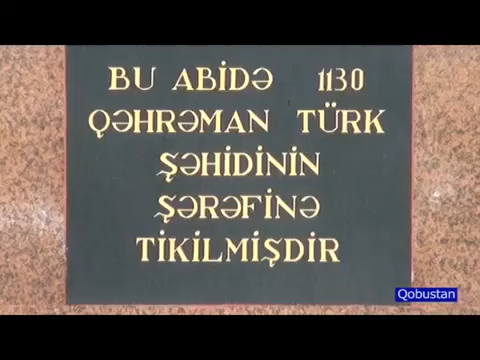 BU ABİDƏ 1130
QƏHRƏMAN TÜRK
ŞƏHİDİNİN
ŞƏRƏFİNƏ
TİKİLMİŞDİR
Qobustan